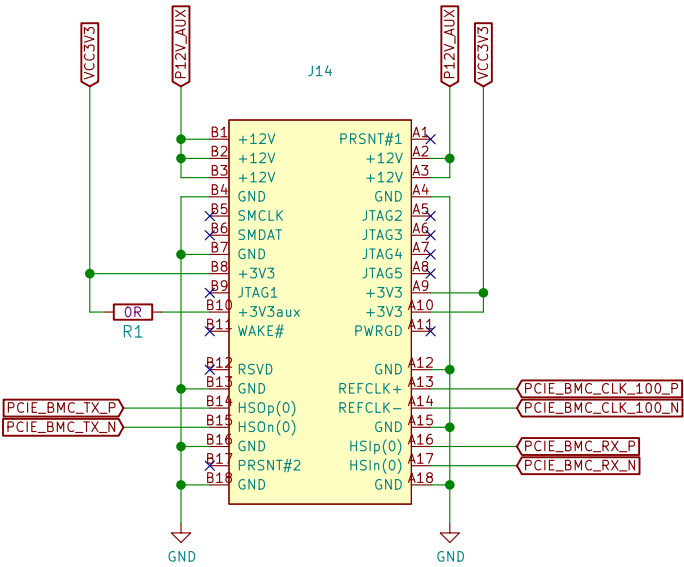 VCC3V3
P12V_AUX
P12V_AUX
VCC3V3
J14
B1 +12V PRSNT#1 A1
B2 +12V +12V A2
B3 +12V +12V A3
B4 GND GND A4
B5 SMCLK JTAG2 A5
B6 SMDAT JTAG3 A6
B7 GND JTAG4 A7
B8 +3V3 JTAG5 A8
B9 JTAG1 +3V3 A9
0R B10 +3V3aux +3V3 A10
R1 B11 WAKE# PWRGD A11
B12 RSVD GND A12
B13 GND REFCLK+ A13 PCIE_BMC_CLK_100_P
PCIE_BMC_TX_P B14 HSOp(0) REFCLK- A14 PCIE_BMC_CLK_100_N
PCIE_BMC_TX_N B15 HSOn(0) GND A15
B16 GND HSIp(0) A16 PCIE_BMC_RX_P
B17 PRSNT#2 HSIn(0) A17 PCIE_BMC_RX_N
B18 GND GND A18
GND GND